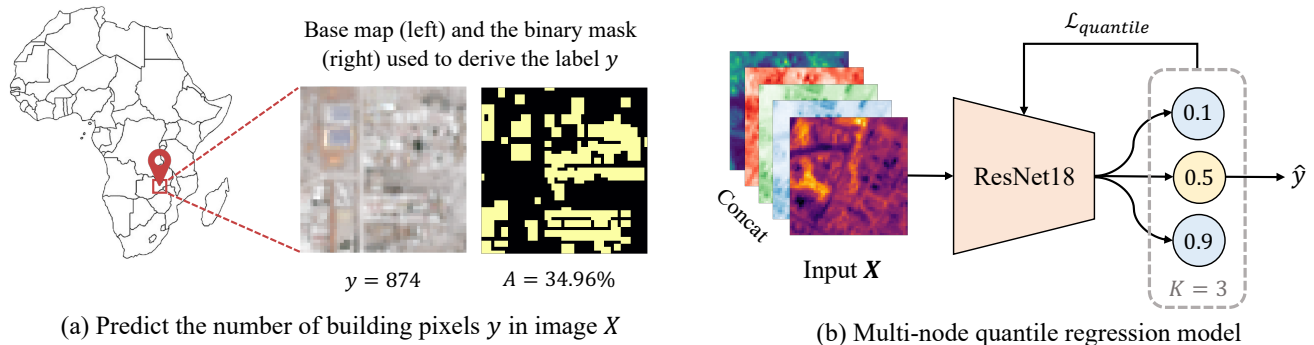 Base map (left) and the binary mask
(right) used to derive the label y
y = 874
A = 34.96%
(a) Predict the number of building pixels y in image X
ℒquantile
Concat
Input X
ResNet18
0.1
0.5
0.9
K = 3
ŷ
(b) Multi-node quantile regression model